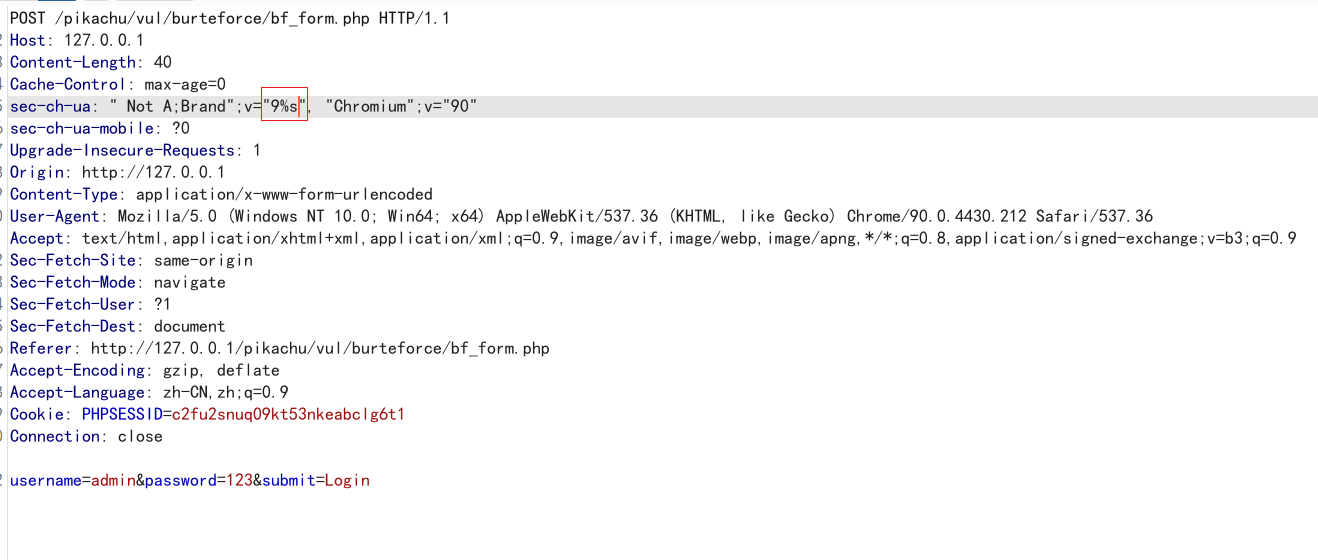 POST /pikachu/vul/burteforce/bf_form.php HTTP/1.1
Host: 127.0.0.1
Content-Length: 40
Cache-Control: max-age=0
sec-ch-ua: " Not A;Brand";v="9%s", "Chromium";v="90"
sec-ch-ua-mobile: ?0
Upgrade-Insecure-Requests: 1
Origin: http://127.0.0.1
Content-Type: application/x-www-form-urlencoded
User-Agent: Mozilla/5.0 (Windows NT 10.0; Win64; x64) AppleWebKit/537.36 (KHTML, like Gecko) Chrome/90.0.4430.212 Safari/537.36
Accept: text/html,application/xhtml+xml,application/xml;q=0.9,image/avif,image/webp,image/apng,*/*;q=0.8,application/signed-exchange;v=b3;q=0.9
Sec-Fetch-Site: same-origin
Sec-Fetch-Mode: navigate
Sec-Fetch-User: ?1
Sec-Fetch-Dest: document
Referer: http://127.0.0.1/pikachu/vul/burteforce/bf_form.php
Accept-Encoding: gzip, deflate
Accept-Language: zh-CN,zh;q=0.9
Cookie: PHPSESSID=c2fu2snuq09kt53nkeabclg6t1
Connection: close
username=admin&password=123&submit=Login